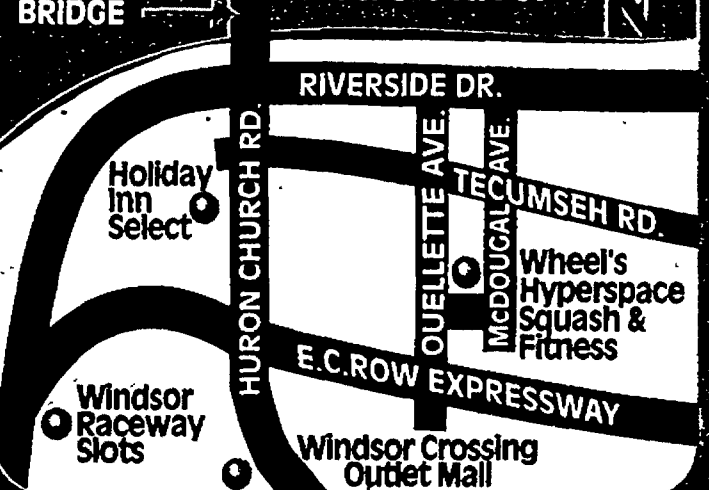 BRIDGE
RIVERSIDE DR.
HURON CHURCH RD.
OUELLETTE AVE.
McDOUGALL AVE.
TECUMSEH RD.
Holiday
Inn
Select
Wheel's
Hyperspace
Squash &
Fitness
E.C.ROW EXPRESSWAY
Windsor
Raceway
Slots
Windsor Crossing
Outlet Mall